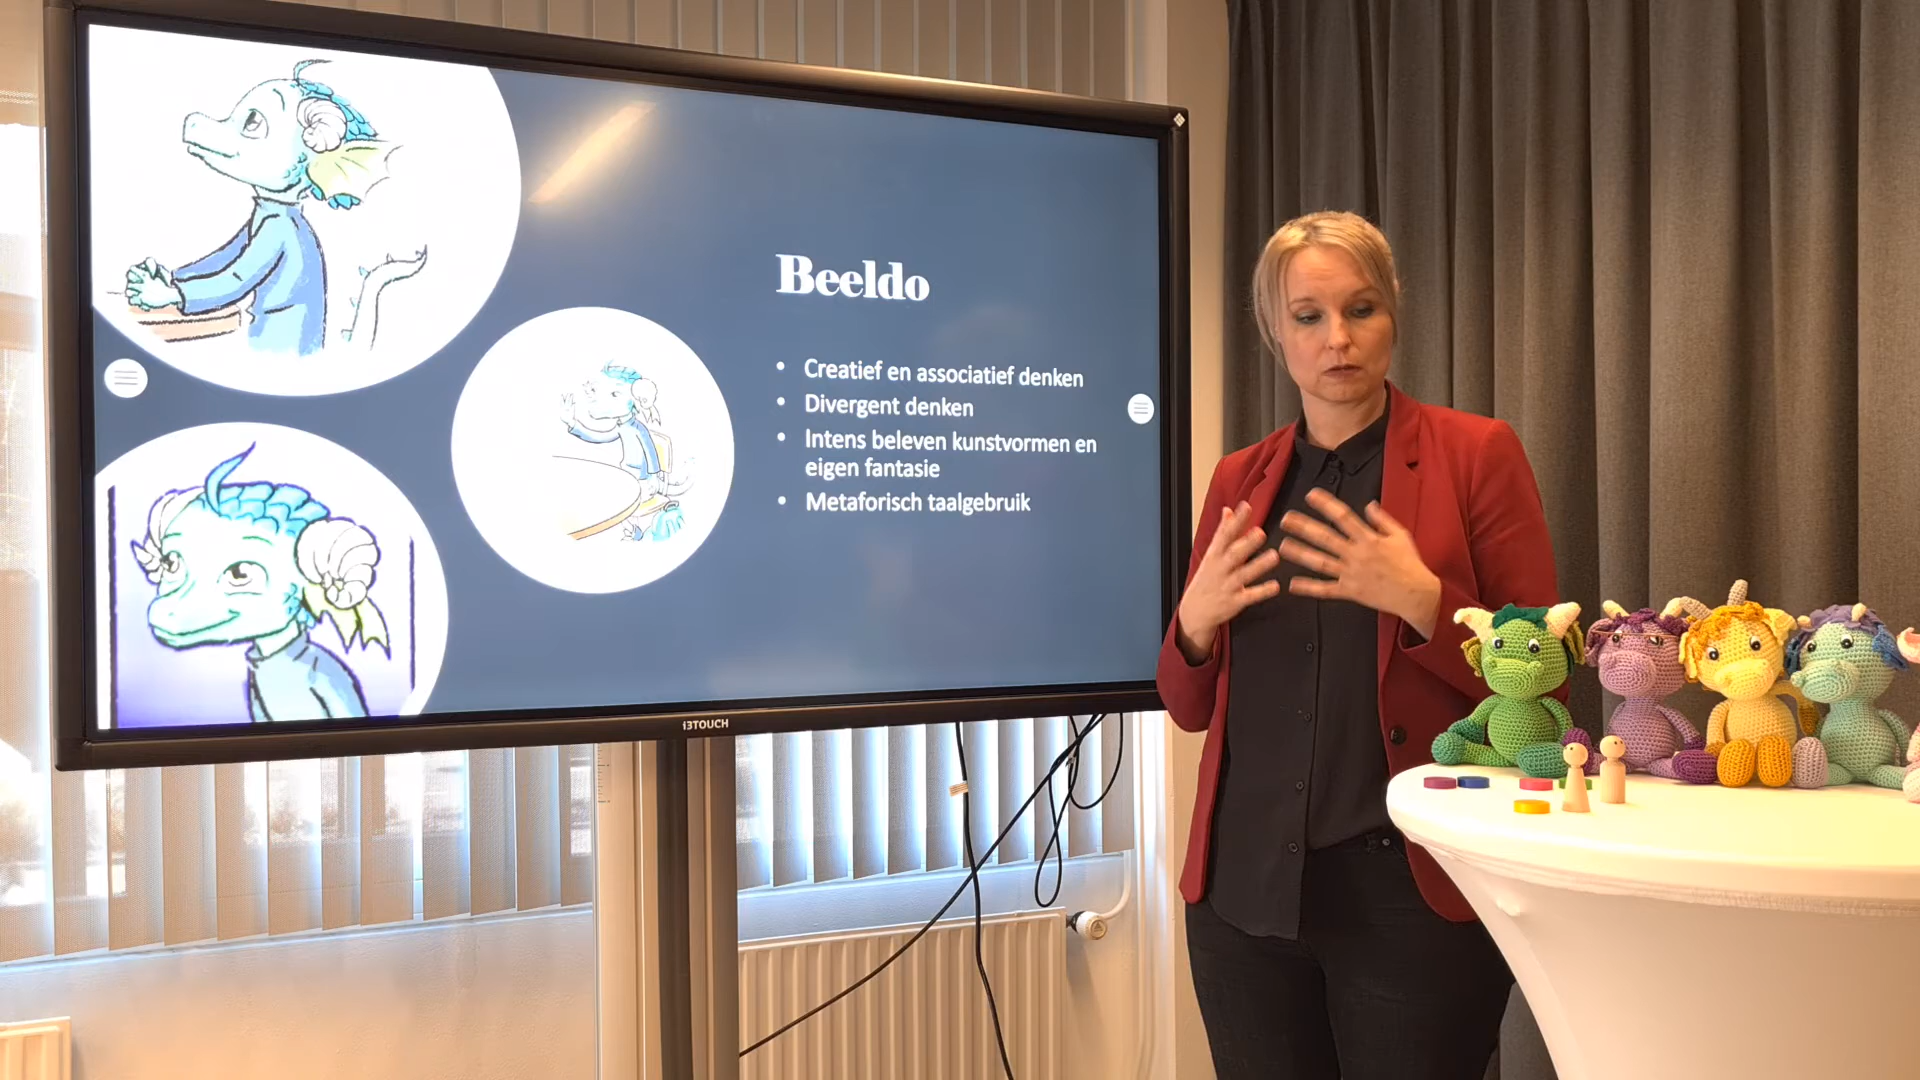 Beeldo
• Creatief en associatief denken
• Divergent denken
• Intens beleven kunstvormen en
eigen fantasie
• Metaforisch taalgebruik
i3TOUCH